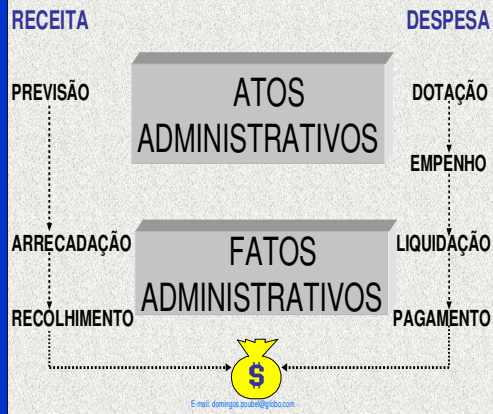 RECEITA
DESPESA
PREVISÃO
ATOS
ADMINISTRATIVOS
DOTAÇÃO
EMPENHO
ARRECADAÇÃO
FATOS
ADMINISTRATIVOS
LIQUIDAÇÃO
RECOLHIMENTO
PAGAMENTO
$
E-mail: domingos.poubel@globo.com